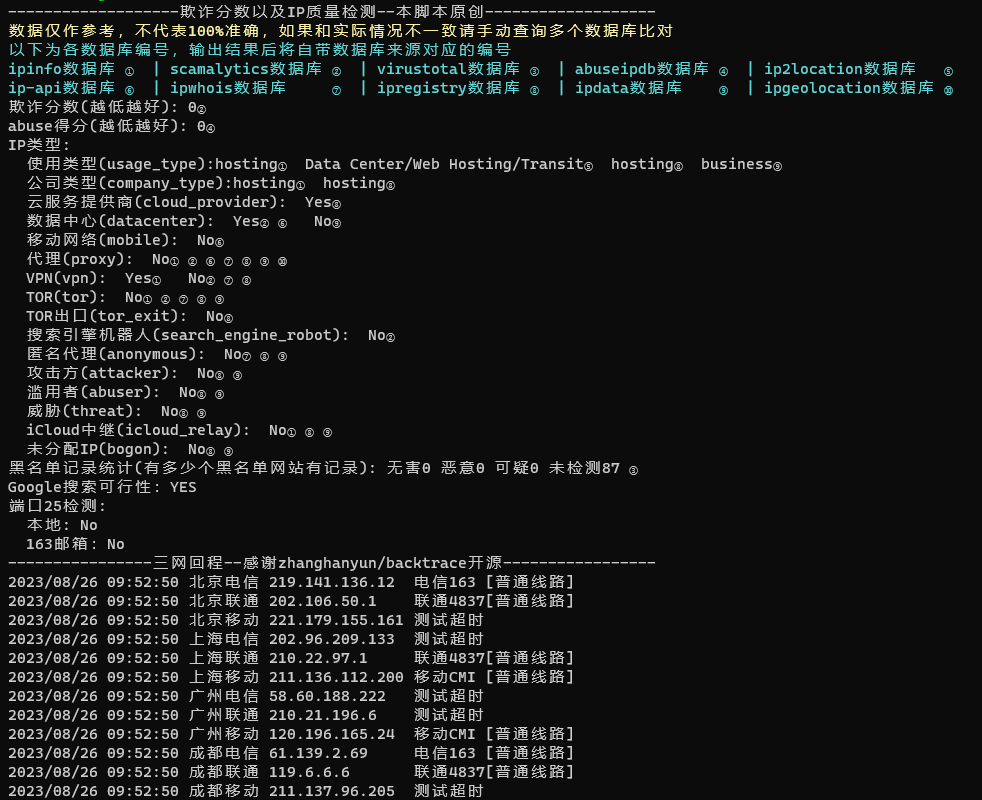 -------------------欺诈分数以及IP质量检测--本脚本原创-------------------
数据仅作参考，不代表100%准确，如果和实际情况不一致请手动查询多个数据库比对
以下为各数据库编号，输出结果后将自带数据库来源对应的编号
ipinfo数据库 ① | scamalytics数据库 ② | virustotal数据库 ③ | abuseipdb数据库 ④ | ip2location数据库 ⑤
ip-api数据库 ⑥ | ipwhois数据库 ⑦ | ipregistry数据库 ⑧ | ipdata数据库 ⑨ | ipgeolocation数据库 ⑩
欺诈分数(越低越好): 0②
abuse得分(越低越好): 0④
IP类型:
使用类型(usage_type):hosting① Data Center/Web Hosting/Transit⑤ hosting⑧ business⑨
公司类型(company_type):hosting① hosting⑧
云服务提供商(cloud_provider): Yes⑧
数据中心(datacenter): Yes② ⑥ No⑨
移动网络(mobile): No⑥
代理(proxy): No① ② ⑥ ⑦ ⑧ ⑨ ⑩
VPN(vpn): Yes① No② ⑦ ⑧
TOR(tor): No① ② ⑦ ⑧ ⑨
TOR出口(tor_exit): No⑧
搜索引擎机器人(search_engine_robot): No②
匿名代理(anonymous): No⑦ ⑧ ⑨
攻击方(attacker): No⑧ ⑨
滥用者(abuser): No⑧ ⑨
威胁(threat): No⑧ ⑨
iCloud中继(icloud_relay): No① ⑧ ⑨
未分配IP(bogon): No⑧ ⑨
黑名单记录统计(有多少个黑名单网站有记录): 无害0 恶意0 可疑0 未检测87 ③
Google搜索可行性: YES
端口25检测:
本地: No
163邮箱: No
----------------三网回程--感谢zhanghanyun/backtrace开源-----------------
2023/08/26 09:52:50 北京电信 219.141.136.12 电信163 [普通线路]
2023/08/26 09:52:50 北京联通 202.106.50.1 联通4837[普通线路]
2023/08/26 09:52:50 北京移动 221.179.155.161 测试超时
2023/08/26 09:52:50 上海电信 202.96.209.133 测试超时
2023/08/26 09:52:50 上海联通 210.22.97.1 联通4837[普通线路]
2023/08/26 09:52:50 上海移动 211.136.112.200 移动CMI [普通线路]
2023/08/26 09:52:50 广州电信 58.60.188.222 测试超时
2023/08/26 09:52:50 广州联通 210.21.196.6 测试超时
2023/08/26 09:52:50 广州移动 120.196.165.24 移动CMI [普通线路]
2023/08/26 09:52:50 成都电信 61.139.2.69 电信163 [普通线路]
2023/08/26 09:52:50 成都联通 119.6.6.6 联通4837[普通线路]
2023/08/26 09:52:50 成都移动 211.137.96.205 测试超时